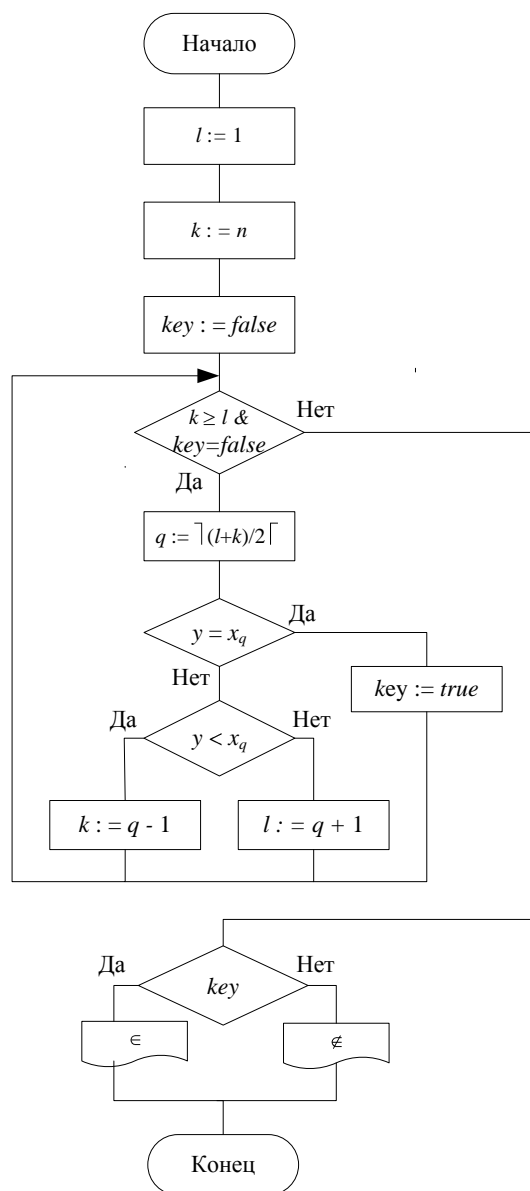 Начало
l := 1
k : = n
key : = false
k ≥ l &
key=false
Нет
Да
q := ⌉(l+k)/2⌈
y = x_q
Да
Нет
key := true
y < x_q
Да
Нет
k : = q - 1
l : = q + 1
key
Да
Нет
∈
∉
Конец